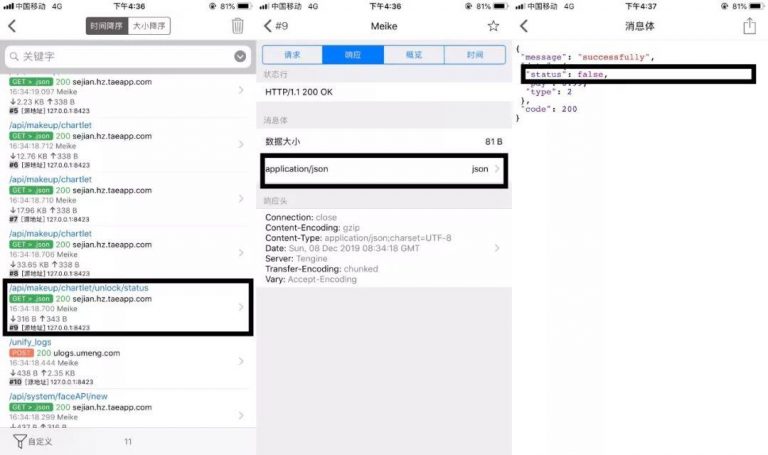 中国移动 4G 下午4:36 81%
时间降序 大小降序
关键字
GET > .json 200 sejian.hz.taeapp.com
16:34:19.097 Meike
↓2.23 KB ↑338 B
#5 [源地址] 127.0.0.1:8423
/api/makeup/chartlet
GET > .json 200 sejian.hz.taeapp.com
16:34:18.712 Meike
↓12.76 KB ↑338 B
#6 [源地址] 127.0.0.1:8423
/api/makeup/chartlet
GET > .json 200 sejian.hz.taeapp.com
16:34:18.710 Meike
↓17.96 KB ↑338 B
#7 [源地址] 127.0.0.1:8423
/api/makeup/chartlet
GET > .json 200 sejian.hz.taeapp.com
16:34:18.706 Meike
↓33.85 KB ↑338 B
#8 [源地址] 127.0.0.1:8423
/api/makeup/chartlet/unlock/status
GET > .json 200 sejian.hz.taeapp.com
16:34:18.700 Meike
↓316 B ↑343 B
#9 [源地址] 127.0.0.1:8423
/unify_logs
POST 200 ulogs.umeng.com
16:34:18.444 Meike
↓438 B ↑2.35 KB
#10 [源地址] 127.0.0.1:8423
/api/system/faceAPI/new
GET > .json 200 sejian.hz.taeapp.com
16:34:18.299 Meike
↓437 B ↑316 B
自定义 11
中国移动 4G 下午4:36 81%
#9 Meike
请求 响应 概览 时间
状态行
HTTP/1.1 200 OK
消息体
数据大小 81 B
application/json json
响应头
Connection: close
Content-Encoding: gzip
Content-Type: application/json;charset=UTF-8
Date: Sun, 08 Dec 2019 08:34:18 GMT
Server: Tengine
Transfer-Encoding: chunked
Vary: Accept-Encoding
中国移动 4G 下午4:37 81%
消息体
{
"message": "successfully",
"status": false,
"type": 2
},
"code": 200
}